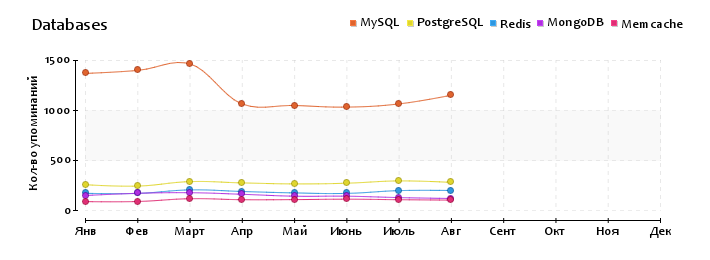 Databases
MySQL PostgreSQL Redis MongoDB Memcache
Кол-во упоминаний
1500
1000
500
0
Янв Фев Март Апр Май Июнь Июль Авг Сент Окт Ноя Дек